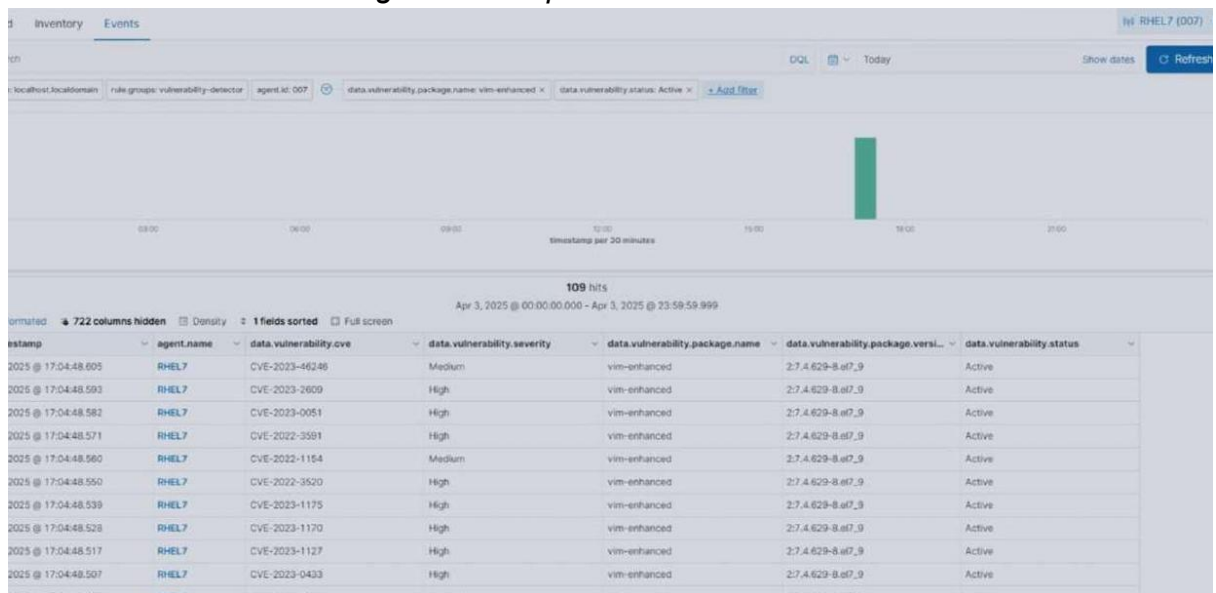 Inventory Events
RHEL7 (007)
DQL Today Show dates Refresh
localhost.localdomain rule.groups: vulnerability-detector agent.id: 007 data.vulnerability.package.name: vim-enhanced × data.vulnerability.status: Active × + Add filter
03:00 06:00 09:00 12:00 15:00 18:00 21:00
timestamp per 30 minutes
109 hits
Apr 3, 2025 @ 00:00:00.000 - Apr 3, 2025 @ 23:59:59.999
ormated 722 columns hidden Density 1 fields sorted Full screen
estamp agent.name data.vulnerability.cve data.vulnerability.severity data.vulnerability.package.name data.vulnerability.package.versi... data.vulnerability.status
2025 @ 17:04:48.605 RHEL7 CVE-2023-46246 Medium vim-enhanced 2:7.4.629-8.el7_9 Active
2025 @ 17:04:48.593 RHEL7 CVE-2023-2609 High vim-enhanced 2:7.4.629-8.el7_9 Active
2025 @ 17:04:48.582 RHEL7 CVE-2023-0051 High vim-enhanced 2:7.4.629-8.el7_9 Active
2025 @ 17:04:48.571 RHEL7 CVE-2022-3591 High vim-enhanced 2:7.4.629-8.el7_9 Active
2025 @ 17:04:48.560 RHEL7 CVE-2022-1154 Medium vim-enhanced 2:7.4.629-8.el7_9 Active
2025 @ 17:04:48.550 RHEL7 CVE-2022-3520 High vim-enhanced 2:7.4.629-8.el7_9 Active
2025 @ 17:04:48.539 RHEL7 CVE-2023-1175 High vim-enhanced 2:7.4.629-8.el7_9 Active
2025 @ 17:04:48.528 RHEL7 CVE-2023-1170 High vim-enhanced 2:7.4.629-8.el7_9 Active
2025 @ 17:04:48.517 RHEL7 CVE-2023-1127 High vim-enhanced 2:7.4.629-8.el7_9 Active
2025 @ 17:04:48.507 RHEL7 CVE-2023-0433 High vim-enhanced 2:7.4.629-8.el7_9 Active